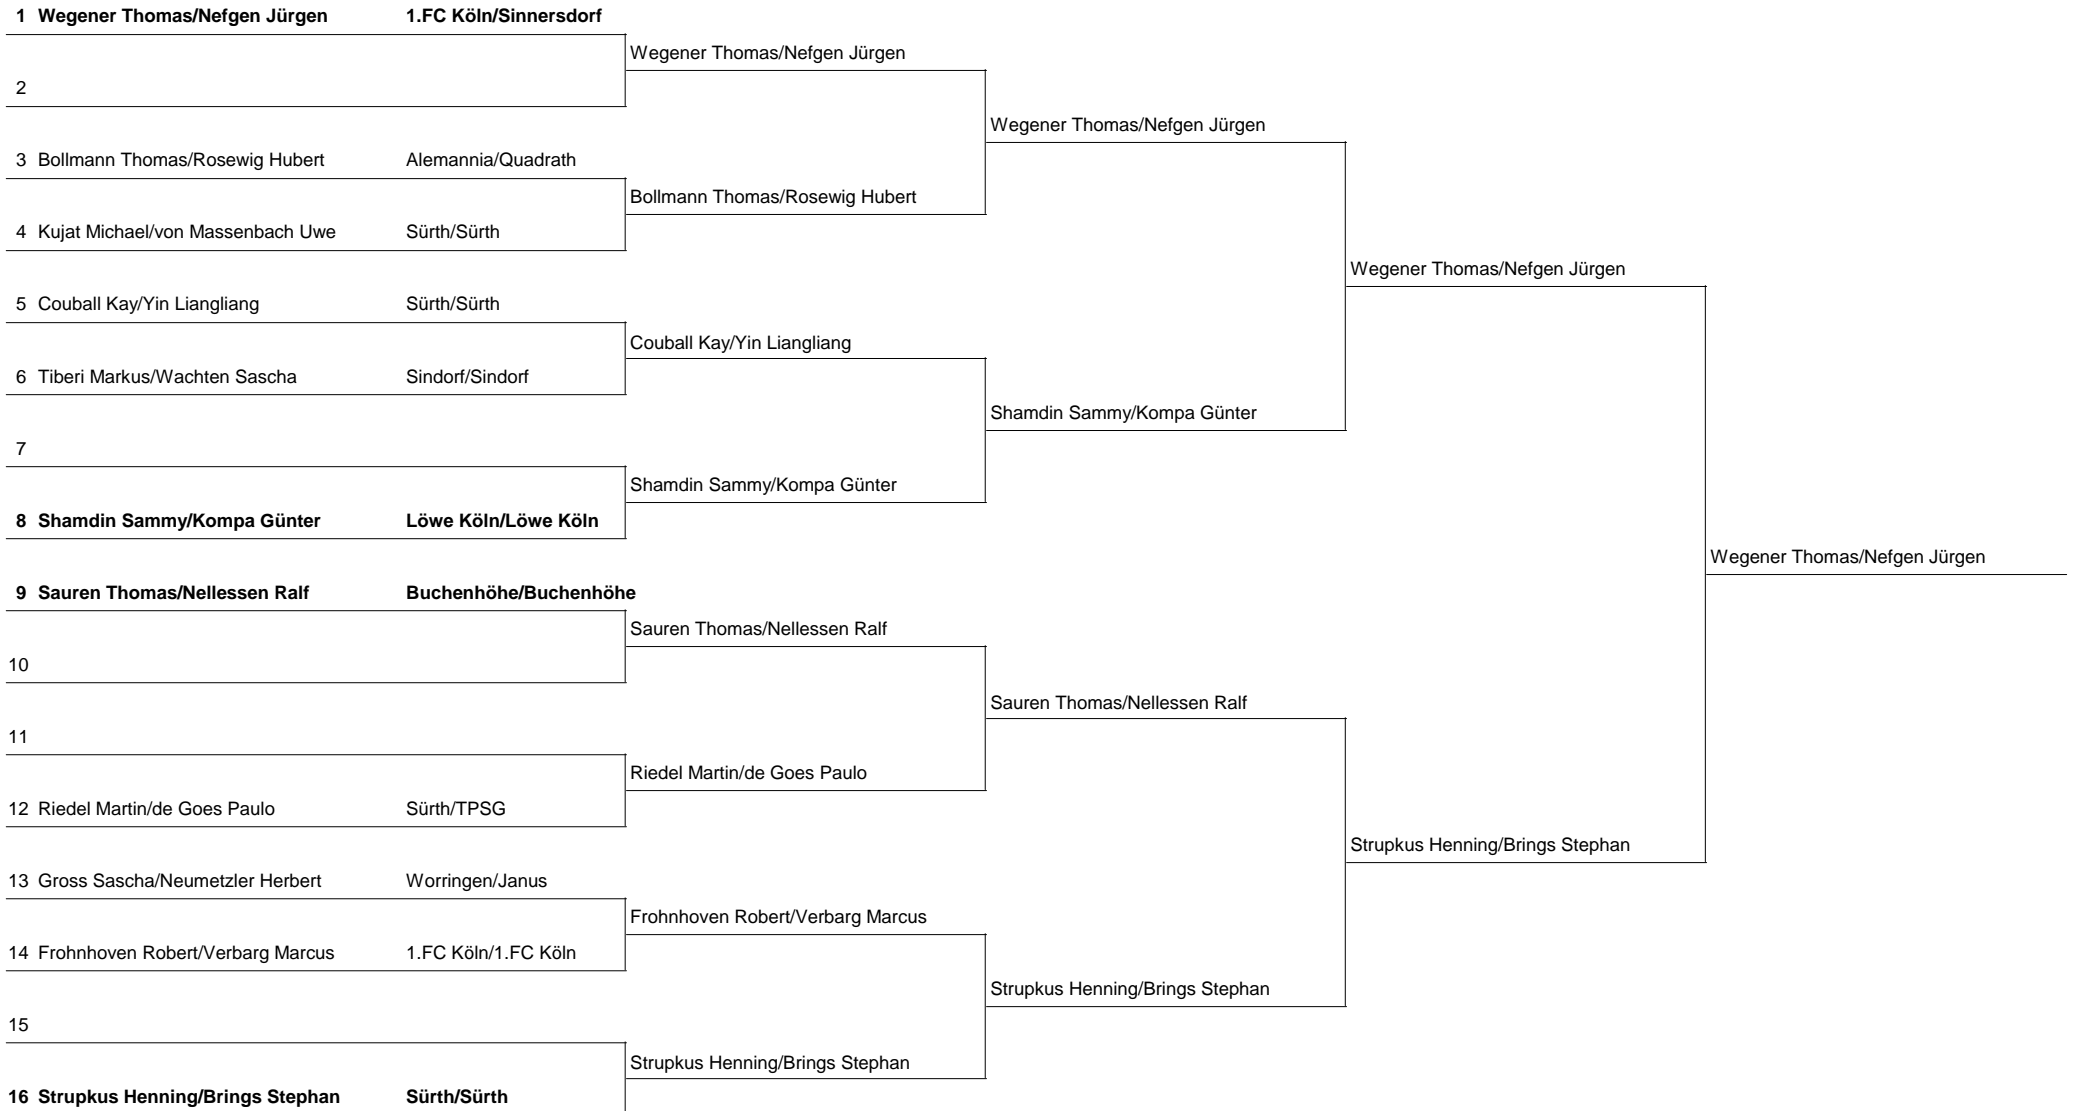 1 Wegener Thomas/Nefgen Jürgen 1.FC Köln/Sinnersdorf
Wegener Thomas/Nefgen Jürgen
2
Wegener Thomas/Nefgen Jürgen
3 Bollmann Thomas/Rosewig Hubert Alemannia/Quadrath
Bollmann Thomas/Rosewig Hubert
4 Kujat Michael/von Massenbach Uwe Sürth/Sürth
Wegener Thomas/Nefgen Jürgen
5 Couball Kay/Yin Liangliang Sürth/Sürth
Couball Kay/Yin Liangliang
6 Tiberi Markus/Wachten Sascha Sindorf/Sindorf
Shamdin Sammy/Kompa Günter
7
Shamdin Sammy/Kompa Günter
8 Shamdin Sammy/Kompa Günter Löwe Köln/Löwe Köln
Wegener Thomas/Nefgen Jürgen
9 Sauren Thomas/Nellessen Ralf Buchenhöhe/Buchenhöhe
Sauren Thomas/Nellessen Ralf
10
Sauren Thomas/Nellessen Ralf
11
Riedel Martin/de Goes Paulo
12 Riedel Martin/de Goes Paulo Sürth/TPSG
Strupkus Henning/Brings Stephan
13 Gross Sascha/Neumetzler Herbert Worringen/Janus
Frohnhoven Robert/Verbarg Marcus
14 Frohnhoven Robert/Verbarg Marcus 1.FC Köln/1.FC Köln
Strupkus Henning/Brings Stephan
15
Strupkus Henning/Brings Stephan
16 Strupkus Henning/Brings Stephan Sürth/Sürth